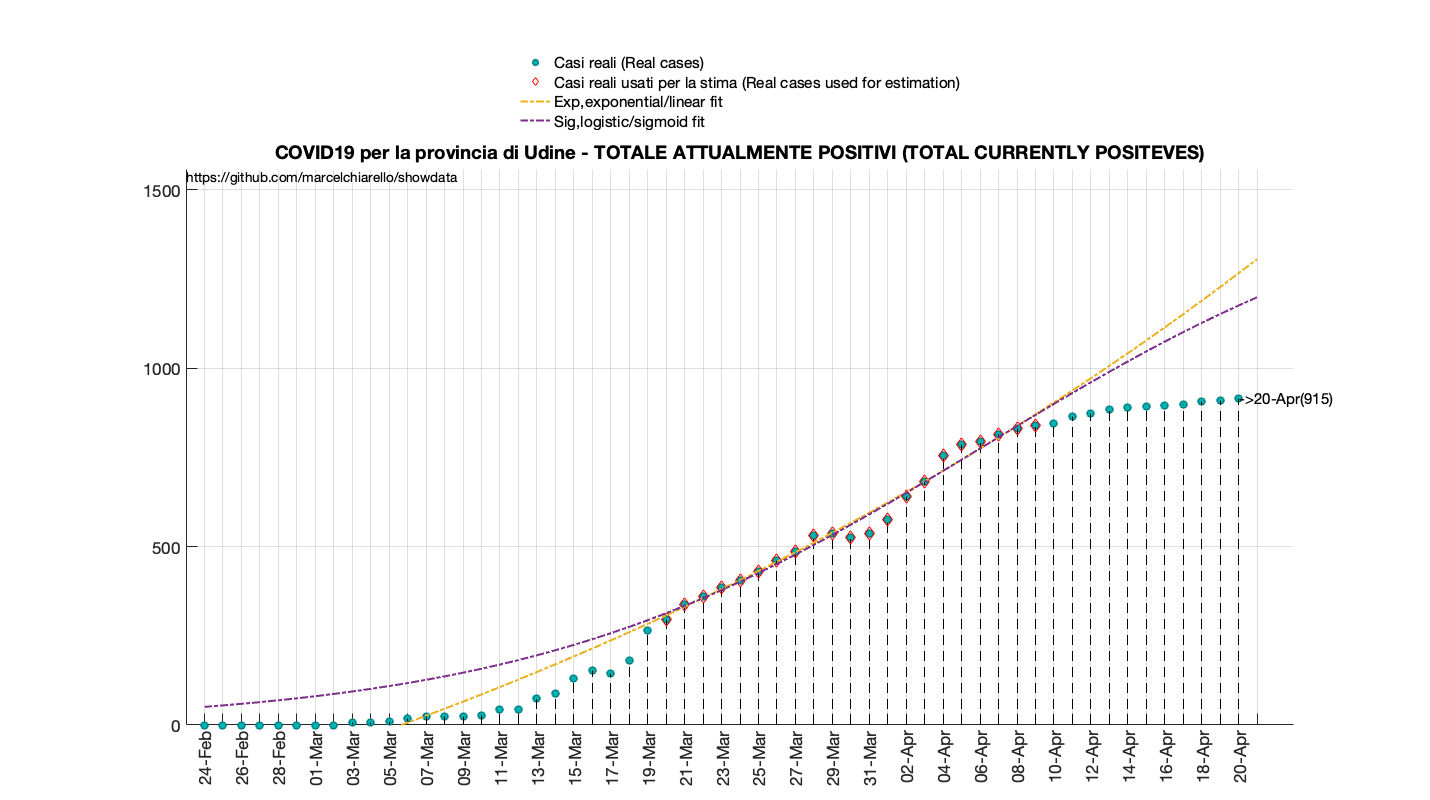 Casi reali (Real cases)
Casi reali usati per la stima (Real cases used for estimation)
Exp,exponential/linear fit
Sig,logistic/sigmoid fit
COVID19 per la provincia di Udine - TOTALE ATTUALMENTE POSITIVI (TOTAL CURRENTLY POSITEVES)
https://github.com/marcelchiarello/showdata
1500
1000
>20-Apr(915)
500
0
24-Feb
26-Feb
28-Feb
01-Mar
03-Mar
05-Mar
07-Mar
09-Mar
11-Mar
13-Mar
15-Mar
17-Mar
19-Mar
21-Mar
23-Mar
25-Mar
27-Mar
29-Mar
31-Mar
02-Apr
04-Apr
06-Apr
08-Apr
10-Apr
12-Apr
14-Apr
16-Apr
18-Apr
20-Apr